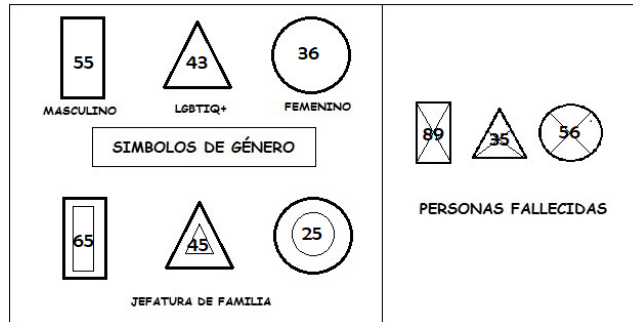 55
43
36
MASCULINO
LGBTIQ+
FEMENINO
SIMBOLOS DE GÉNERO
65
45
25
JEFATURA DE FAMILIA
89
35
56
PERSONAS FALLECIDAS